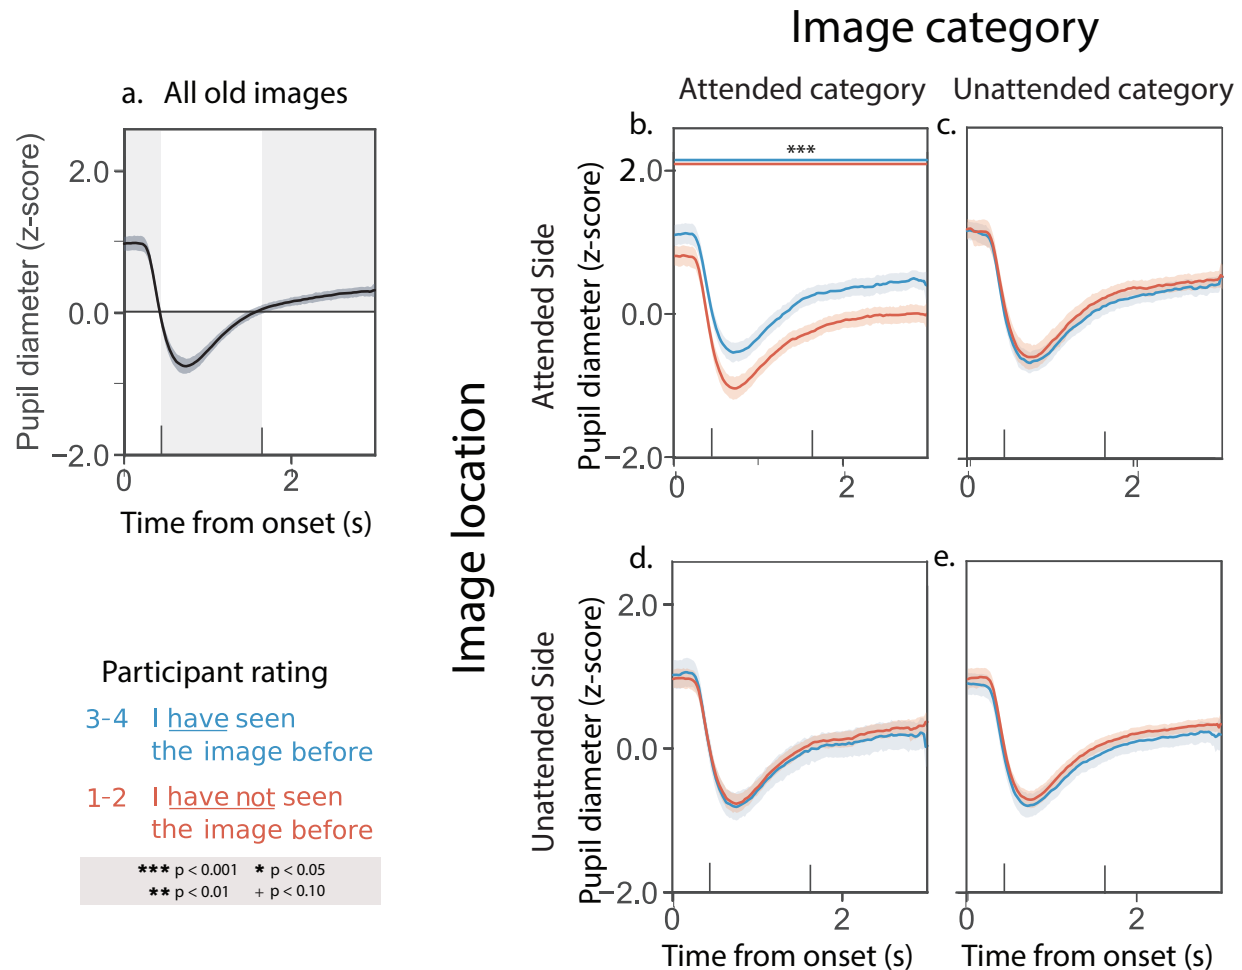 Image category
a. All old images
Attended category
Unattended category
b.
c.
Pupil diameter (z-score)
2.0
0.0
−2.0
0
2
Time from onset (s)
Image location
Attended Side
Pupil diameter (z-score)
2.0
0.0
−2.0
***
0
2
0
2
d.
e.
Unattended Side
Pupil diameter (z-score)
2.0
0.0
−2.0
0
2
0
2
Time from onset (s)
Time from onset (s)
Participant rating
3-4 I have seen
the image before
1-2 I have not seen
the image before
*** p < 0.001 * p < 0.05
** p < 0.01 + p < 0.10